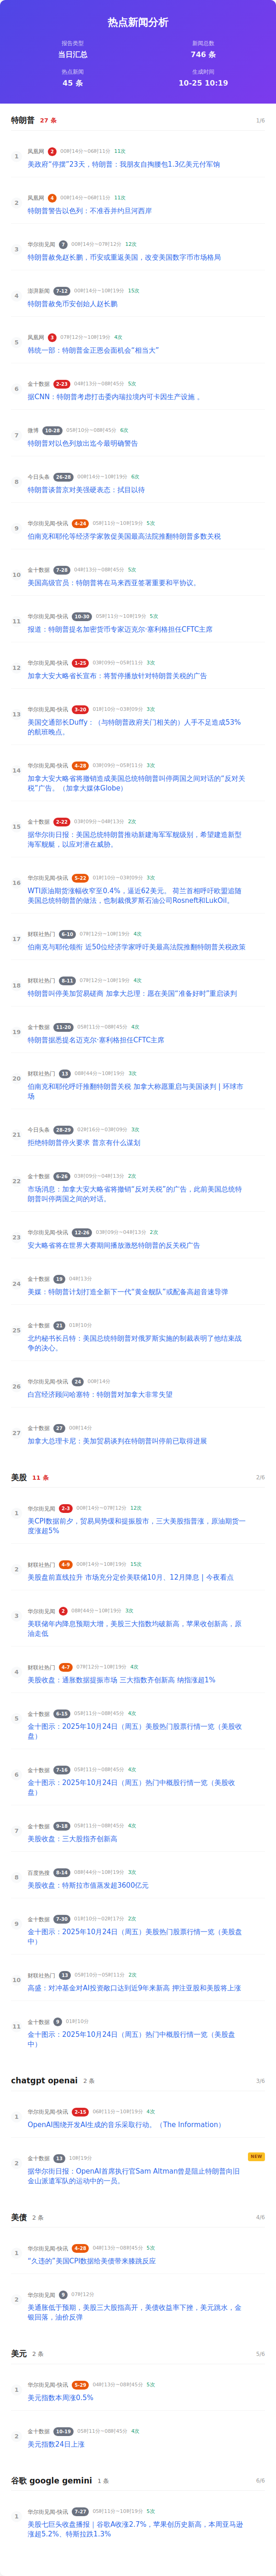 热点新闻分析
报告类型
新闻总数
当日汇总
746 条
热点新闻
生成时间
45 条
10-25 10:19
特朗普 27 条 1/6
1
凤凰网 2 00时14分~06时11分 11次
美政府“停摆”23天，特朗普：我朋友自掏腰包1.3亿美元付军饷
2
凤凰网 4 00时14分~06时11分 11次
特朗普警告以色列：不准吞并约旦河西岸
3
华尔街见闻 7 00时14分~07时12分 12次
特朗普赦免赵长鹏，币安或重返美国，改变美国数字货币市场格局
4
澎湃新闻 7-12 00时14分~10时19分 15次
特朗普赦免币安创始人赵长鹏
5
凤凰网 3 07时12分~10时19分 4次
韩统一部：特朗普金正恩会面机会“相当大”
6
金十数据 2-23 04时13分~08时45分 5次
据CNN：特朗普考虑打击委内瑞拉境内可卡因生产设施 。
7
微博 10-28 05时10分~08时45分 6次
特朗普对以色列放出迄今最明确警告
8
今日头条 26-28 00时14分~10时19分 6次
特朗普谈普京对美强硬表态：拭目以待
9
华尔街见闻-快讯 4-24 05时11分~10时19分 5次
伯南克和耶伦等经济学家敦促美国最高法院推翻特朗普多数关税
10
金十数据 7-28 04时13分~08时45分 5次
美国高级官员：特朗普将在马来西亚签署重要和平协议。
11
华尔街见闻-快讯 10-30 05时11分~10时19分 5次
报道：特朗普提名加密货币专家迈克尔·塞利格担任CFTC主席
12
华尔街见闻-快讯 1-25 03时09分~05时11分 3次
加拿大安大略省长宣布：将暂停播放针对特朗普关税的广告
13
华尔街见闻-快讯 3-20 01时10分~03时09分 3次
美国交通部长Duffy：（与特朗普政府关门相关的）人手不足造成53%
的航班晚点。
14
华尔街见闻-快讯 4-20 03时09分~05时11分 3次
加拿大安大略省将撤销造成美国总统特朗普叫停两国之间对话的“反对关
税”广告。（加拿大媒体Globe）
15
金十数据 2-22 03时09分~04时13分 2次
据华尔街日报：美国总统特朗普推动新建海军军舰级别，希望建造新型
海军舰艇，以应对潜在威胁。
16
华尔街见闻-快讯 5-22 01时10分~03时09分 3次
WTI原油期货涨幅收窄至0.4%，逼近62美元。 荷兰首相呼吁欧盟追随
美国总统特朗普的做法，也制裁俄罗斯石油公司Rosneft和LukOil。
17
财联社热门 6-10 07时12分~10时19分 4次
伯南克与耶伦领衔 近50位经济学家呼吁美最高法院推翻特朗普关税政策
18
财联社热门 8-11 07时12分~10时19分 4次
特朗普叫停美加贸易磋商 加拿大总理：愿在美国“准备好时”重启谈判
19
金十数据 11-20 05时11分~08时45分 4次
特朗普据悉提名迈克尔·塞利格担任CFTC主席
20
财联社热门 13 08时44分~10时19分 3次
伯南克和耶伦呼吁推翻特朗普关税 加拿大称愿重启与美国谈判 | 环球市
场
21
今日头条 28-29 02时16分~03时09分 3次
拒绝特朗普停火要求 普京有什么谋划
22
金十数据 6-26 03时09分~04时13分 2次
市场消息：加拿大安大略省将撤销“反对关税”的广告，此前美国总统特
朗普叫停两国之间的对话。
23
华尔街见闻-快讯 12-26 03时09分~04时13分 2次
安大略省将在世界大赛期间播放激怒特朗普的反关税广告
24
金十数据 19 04时13分
美媒：特朗普计划打造全新下一代“黄金舰队”或配备高超音速导弹
25
金十数据 21 01时10分
北约秘书长吕特：美国总统特朗普对俄罗斯实施的制裁表明了他结束战
争的决心。
26
华尔街见闻-快讯 24 00时14分
白宫经济顾问哈塞特：特朗普对加拿大非常失望
27
金十数据 27 00时14分
加拿大总理卡尼：美加贸易谈判在特朗普叫停前已取得进展
美股 11 条 2/6
1
华尔街见闻 2-3 00时14分~07时12分 12次
美CPI数据前夕，贸易局势缓和提振股市，三大美股指普涨，原油期货一
度涨超5%
2
财联社热门 4-9 00时14分~10时19分 15次
美股盘前直线拉升 市场充分定价美联储10月、12月降息丨今夜看点
3
华尔街见闻 2 08时44分~10时19分 3次
美联储年内降息预期大增，美股三大股指均破新高，苹果收创新高，原
油走低
4
财联社热门 4-7 07时12分~10时19分 4次
美股收盘：通胀数据提振市场 三大指数齐创新高 纳指涨超1%
5
金十数据 6-15 05时11分~08时45分 4次
金十图示：2025年10月24日（周五）美股热门股票行情一览（美股收
盘）
6
金十数据 7-16 05时11分~08时45分 4次
金十图示：2025年10月24日（周五）热门中概股行情一览（美股收
盘）
7
金十数据 9-18 05时11分~08时45分 4次
美股收盘：三大股指齐创新高
8
百度热搜 8-14 08时44分~10时19分 3次
美股收盘：特斯拉市值蒸发超3600亿元
9
金十数据 7-30 01时10分~02时17分 2次
金十图示：2025年10月24日（周五）美股热门股票行情一览（美股盘
中）
10
财联社热门 13 05时10分~05时11分 2次
高盛：对冲基金对AI投资敞口达到近9年来新高 押注亚股和美股将上涨
11
金十数据 9 01时10分
金十图示：2025年10月24日（周五）热门中概股行情一览（美股盘
中）
chatgpt openai 2 条 3/6
1
华尔街见闻-快讯 2-15 06时11分~10时19分 4次
OpenAI围绕开发AI生成的音乐采取行动。（The Information）
2
金十数据 13 10时19分
NEW
据华尔街日报：OpenAI首席执行官Sam Altman曾是阻止特朗普向旧
金山派遣军队的运动中的一员。
美债 2 条 4/6
1
华尔街见闻-快讯 4-28 04时13分~08时45分 5次
“久违的”美国CPI数据给美债带来膝跳反应
2
华尔街见闻 9 07时12分
美通胀低于预期，美股三大股指高开，美债收益率下挫，美元跳水，金
银回落，油价反弹
美元 2 条 5/6
1
华尔街见闻-快讯 5-29 04时13分~08时45分 5次
美元指数本周涨0.5%
2
金十数据 10-19 05时11分~08时45分 4次
美元指数24日上涨
谷歌 google gemini 1 条 6/6
1
华尔街见闻-快讯 7-27 05时11分~10时19分 5次
美股七巨头收盘播报｜谷歌A收涨2.7%，苹果创历史新高，本周亚马逊
涨超5.2%、特斯拉跌1.3%